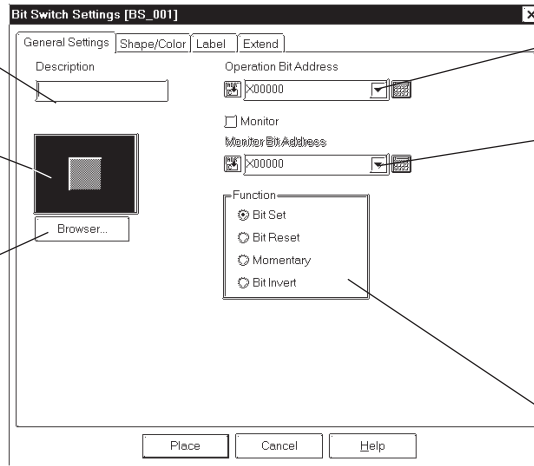 Bit Switch Settings [BS_001]
General Settings Shape/Color Label Extend
Description
Operation Bit Address
X00000
Monitor
Monitor Bit Address
X00000
Browser...
Function
Bit Set
Bit Reset
Momentary
Bit Invert
Place Cancel Help